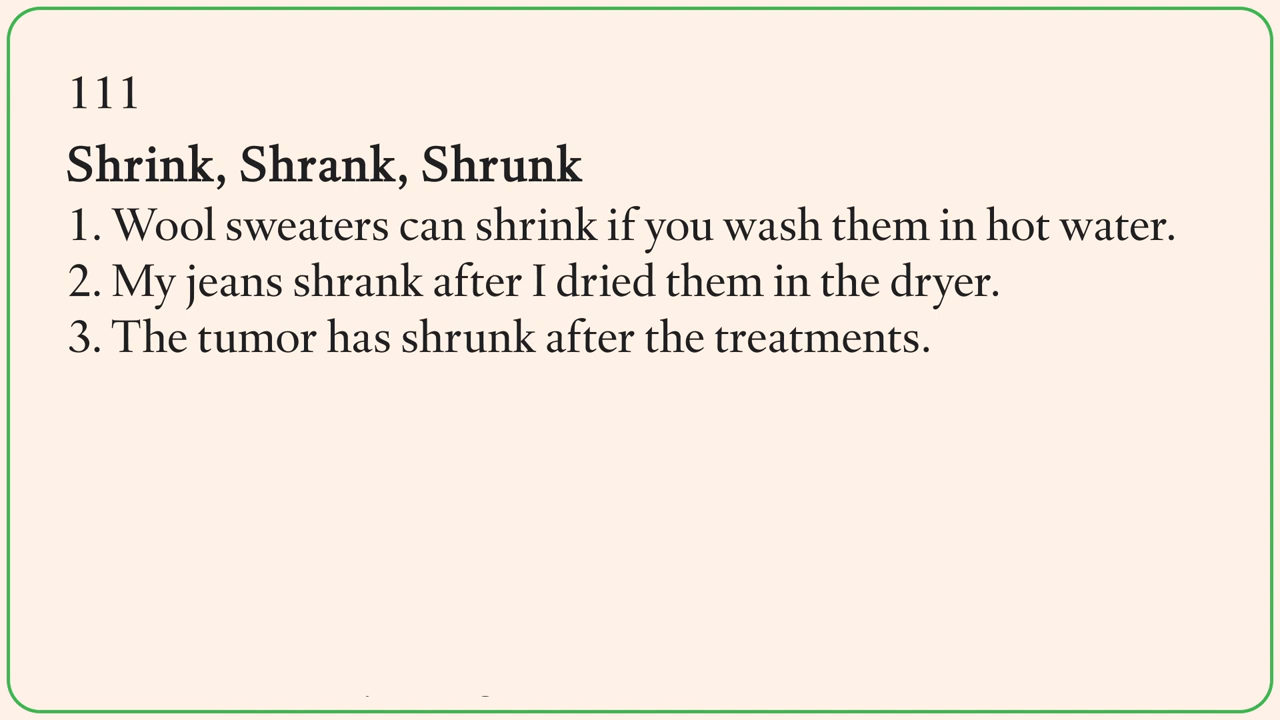 111
Shrink, Shrank, Shrunk
1. Wool sweaters can shrink if you wash them in hot water.
2. My jeans shrank after I dried them in the dryer.
3. The tumor has shrunk after the treatments.